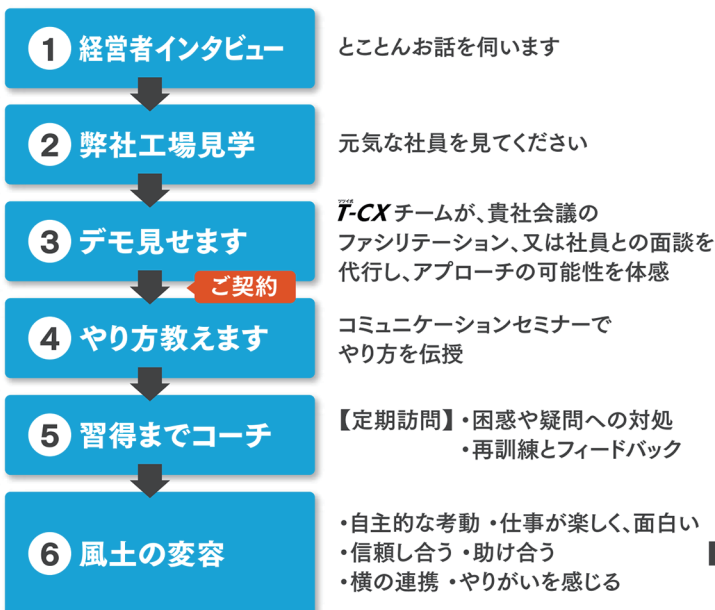 1 経営者インタビュー
とことんお話を伺います
2 弊社工場見学
元気な社員を見てください
3 デモ見せます
ツツイ式
T-CX チームが、貴社会議の
ファシリテーション、又は社員との面談を
代行し、アプローチの可能性を体感
ご契約
4 やり方教えます
コミュニケーションセミナーで
やり方を伝授
5 習得までコーチ
【定期訪問】・困惑や疑問への対処
・再訓練とフィードバック
6 風土の変容
・自主的な考動 ・仕事が楽しく、面白い
・信頼し合う ・助け合う
・横の連携 ・やりがいを感じる